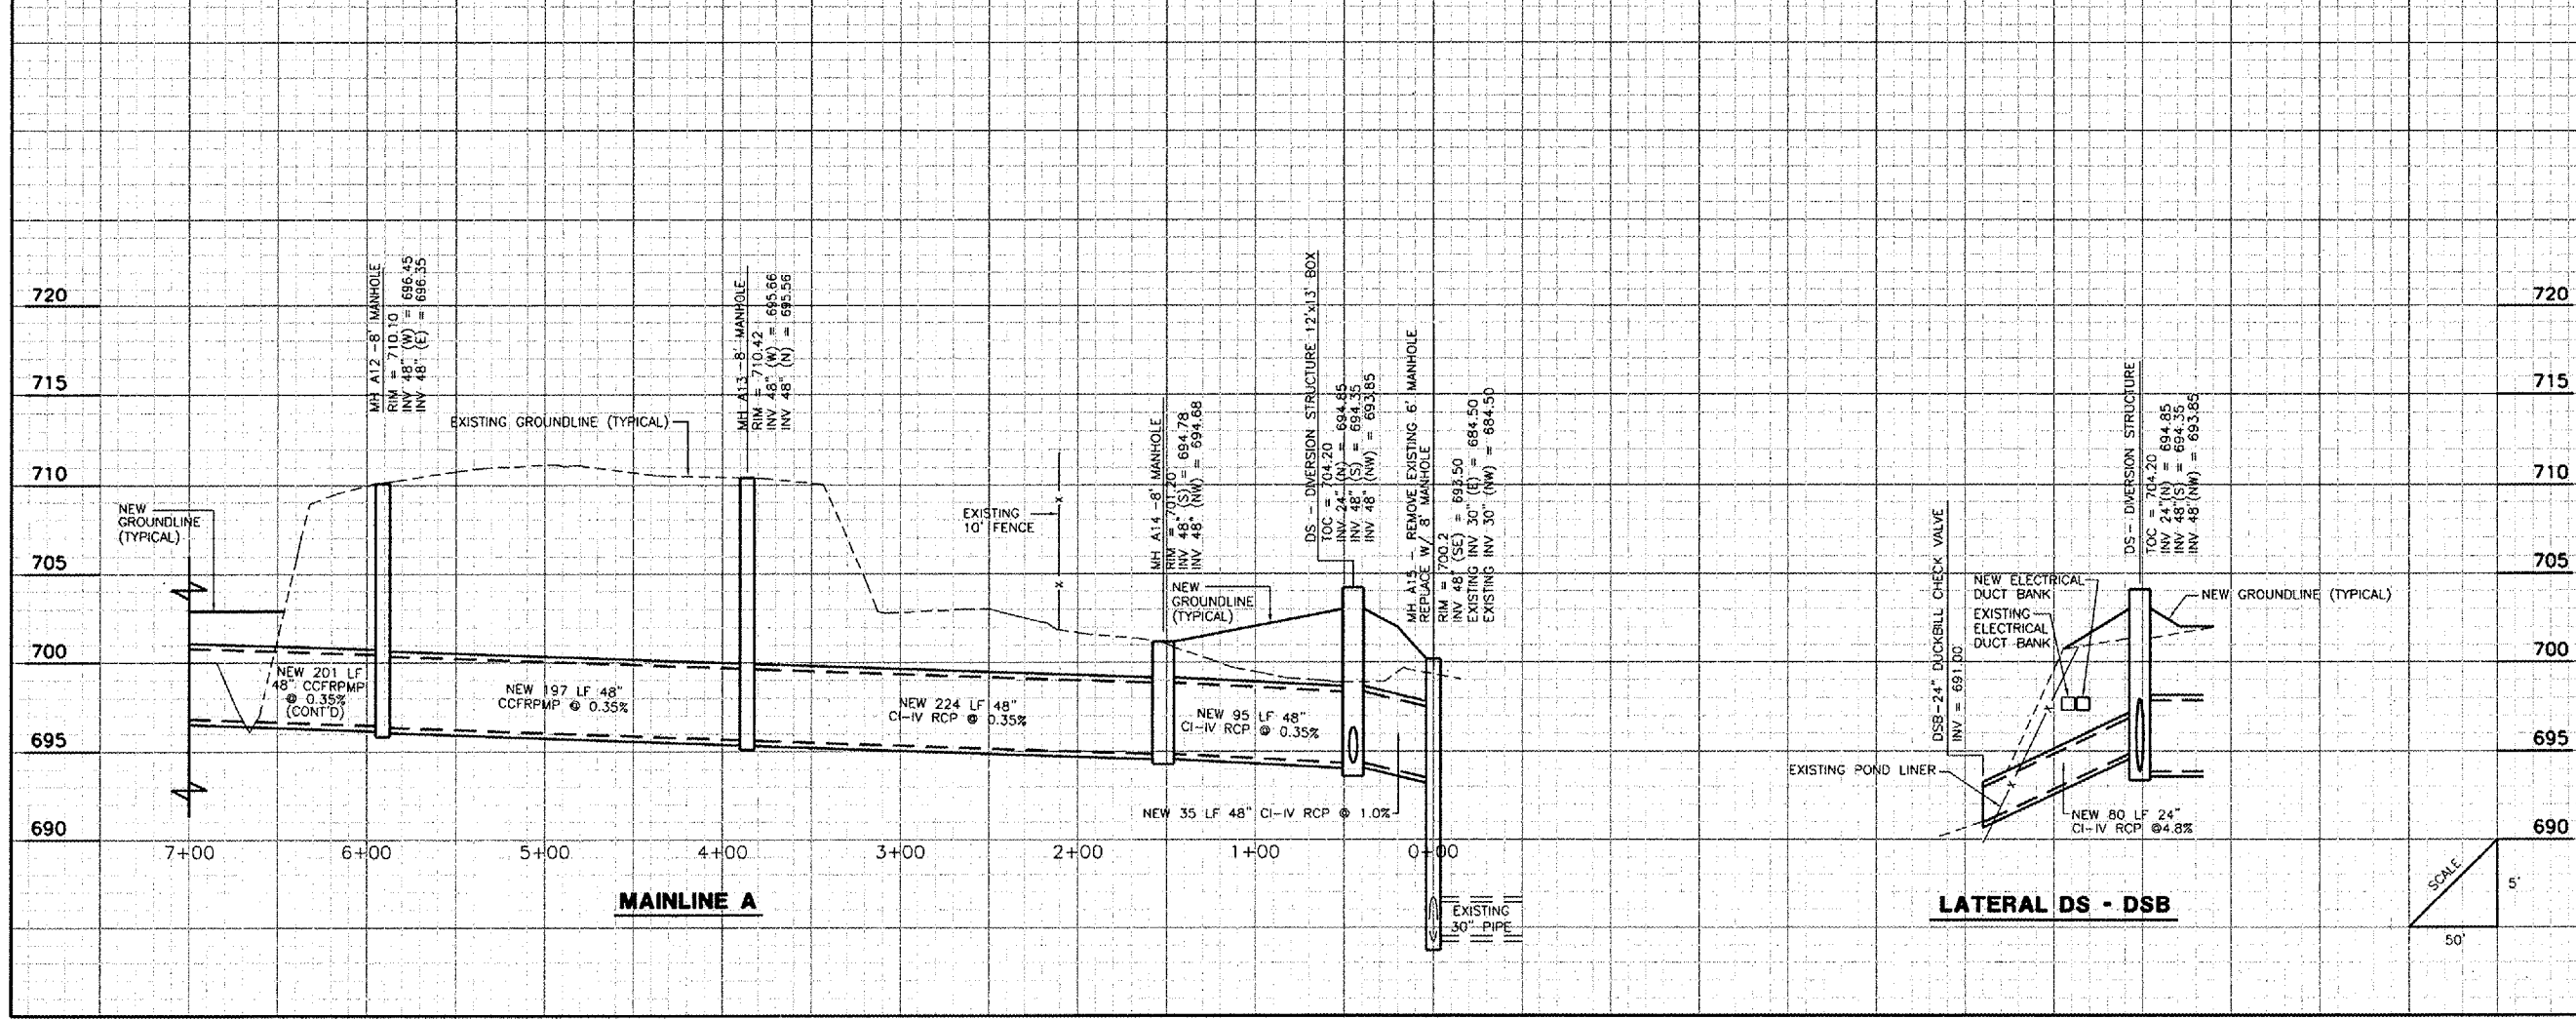 720
715
710
705
700
695
690
NEW
GROUNDLINE
(TYPICAL)
MH A12 -8' MANHOLE
RIM = 710.10
INV 48" (W) = 696.45
INV 48" (E) = 696.35
EXISTING GROUNDLINE (TYPICAL)
MH A13 -8' MANHOLE
RIM = 710.42
INV 48" (W) = 695.66
INV 48" (N) = 695.56
EXISTING
10' FENCE
MH A14 -8' MANHOLE
RIM = 701.20
INV 48" (S) = 694.78
INV 48" (NW) = 694.68
NEW
GROUNDLINE
(TYPICAL)
DS - DIVERSION STRUCTURE 12'x13' BOX
TOC = 704.20
INV 24" (N) = 694.85
INV 48" (S) = 694.35
INV 48" (NW) = 693.85
MH A15 - REMOVE EXISTING 6' MANHOLE
REPLACE W/ 8' MANHOLE
RIM = 700.2
INV 48" (SE) = 693.50
EXISTING INV 30" (E) = 684.50
EXISTING INV 30" (NW) = 684.50
NEW 201 LF
48" CCFRPMP
@ 0.35%
(CONT'D)
NEW 197 LF 48"
CCFRPMP @ 0.35%
NEW 224 LF 48"
CI-IV RCP @ 0.35%
NEW 95 LF 48"
CI-IV RCP @ 0.35%
NEW 35 LF 48" CI-IV RCP @ 1.0%
7+00
6+00
5+00
4+00
3+00
2+00
1+00
0+00
MAINLINE A
EXISTING
30" PIPE
DSB-24" DUCKBILL CHECK VALVE
INV = 691.00
NEW ELECTRICAL
DUCT BANK
EXISTING
ELECTRICAL
DUCT BANK
DS - DIVERSION STRUCTURE
TOC = 704.20
INV 24"(N) = 694.85
INV 48"(S) = 694.35
INV 48"(NW) = 693.85
NEW GROUNDLINE (TYPICAL)
EXISTING POND LINER
NEW 80 LF 24"
CI-IV RCP @4.8%
LATERAL DS - DSB
720
715
710
705
700
695
690
SCALE
5'
50'